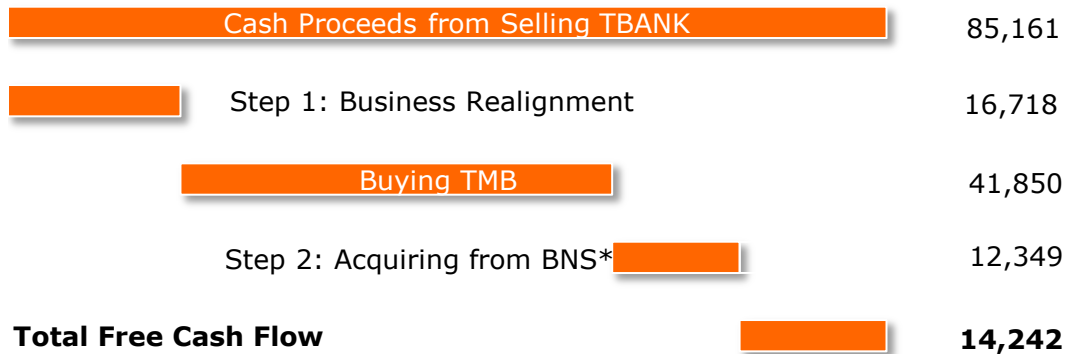 Cash Proceeds from Selling TBANK 85,161
Step 1: Business Realignment 16,718
Buying TMB 41,850
Step 2: Acquiring from BNS* 12,349
Total Free Cash Flow 14,242